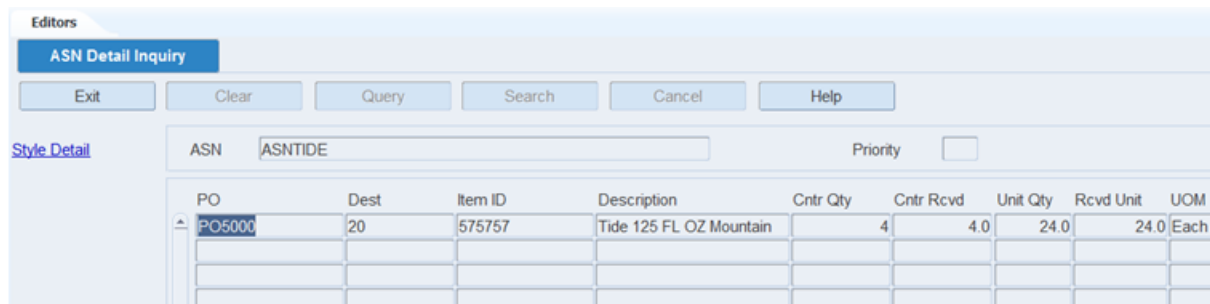 Editors
ASN Detail Inquiry
Exit Clear Query Search Cancel Help
Style Detail ASN ASNTIDE Priority
PO Dest Item ID Description Cntr Qty Cntr Rcvd Unit Qty Rcvd Unit UOM
PO5000 20 575757 Tide 125 FL OZ Mountain 4 4.0 24.0 24.0 Each